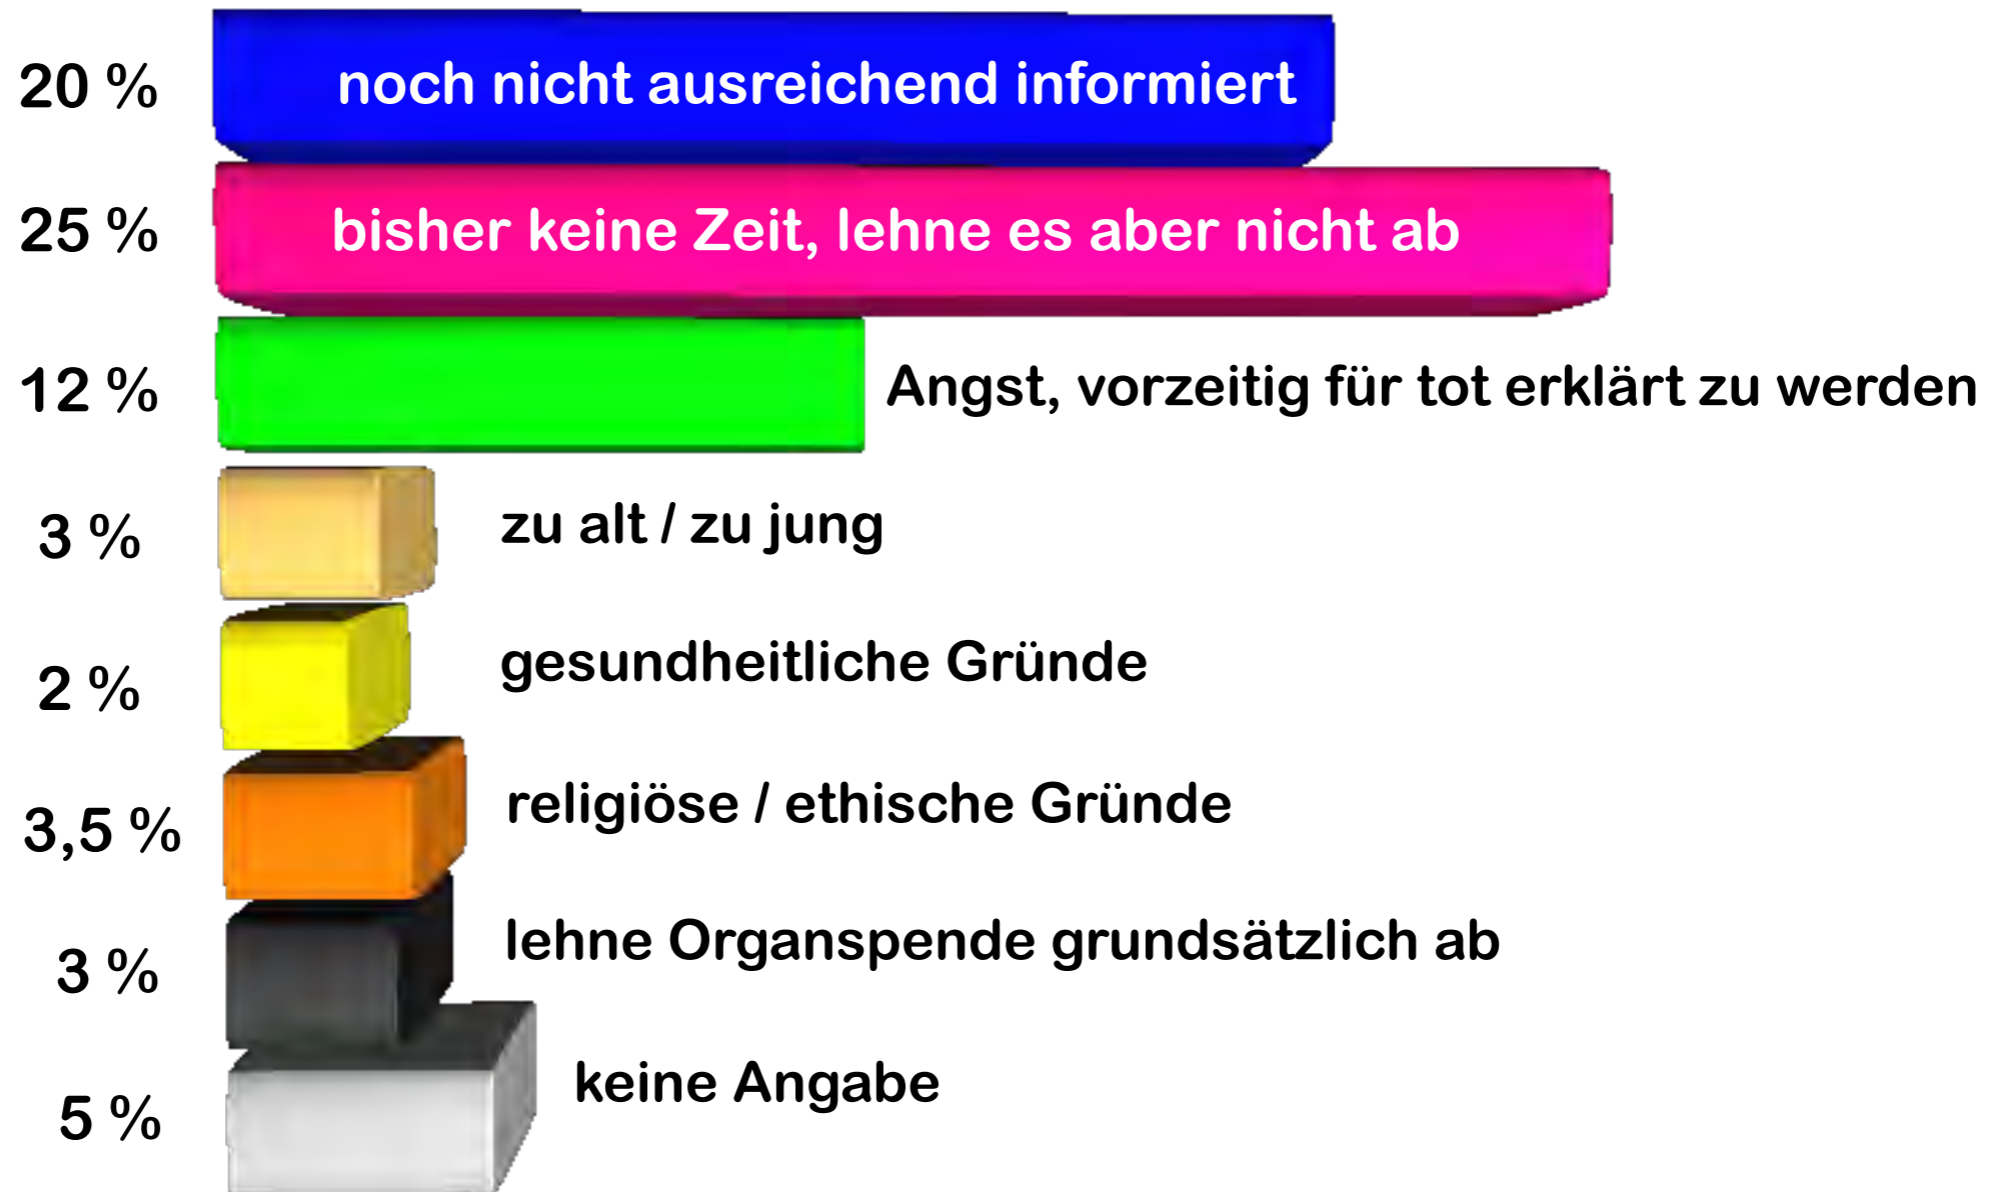 20 % noch nicht ausreichend informiert
25 % bisher keine Zeit, lehne es aber nicht ab
12 % Angst, vorzeitig für tot erklärt zu werden
3 % zu alt / zu jung
2 % gesundheitliche Gründe
3,5 % religiöse / ethische Gründe
3 % lehne Organspende grundsätzlich ab
5 % keine Angabe